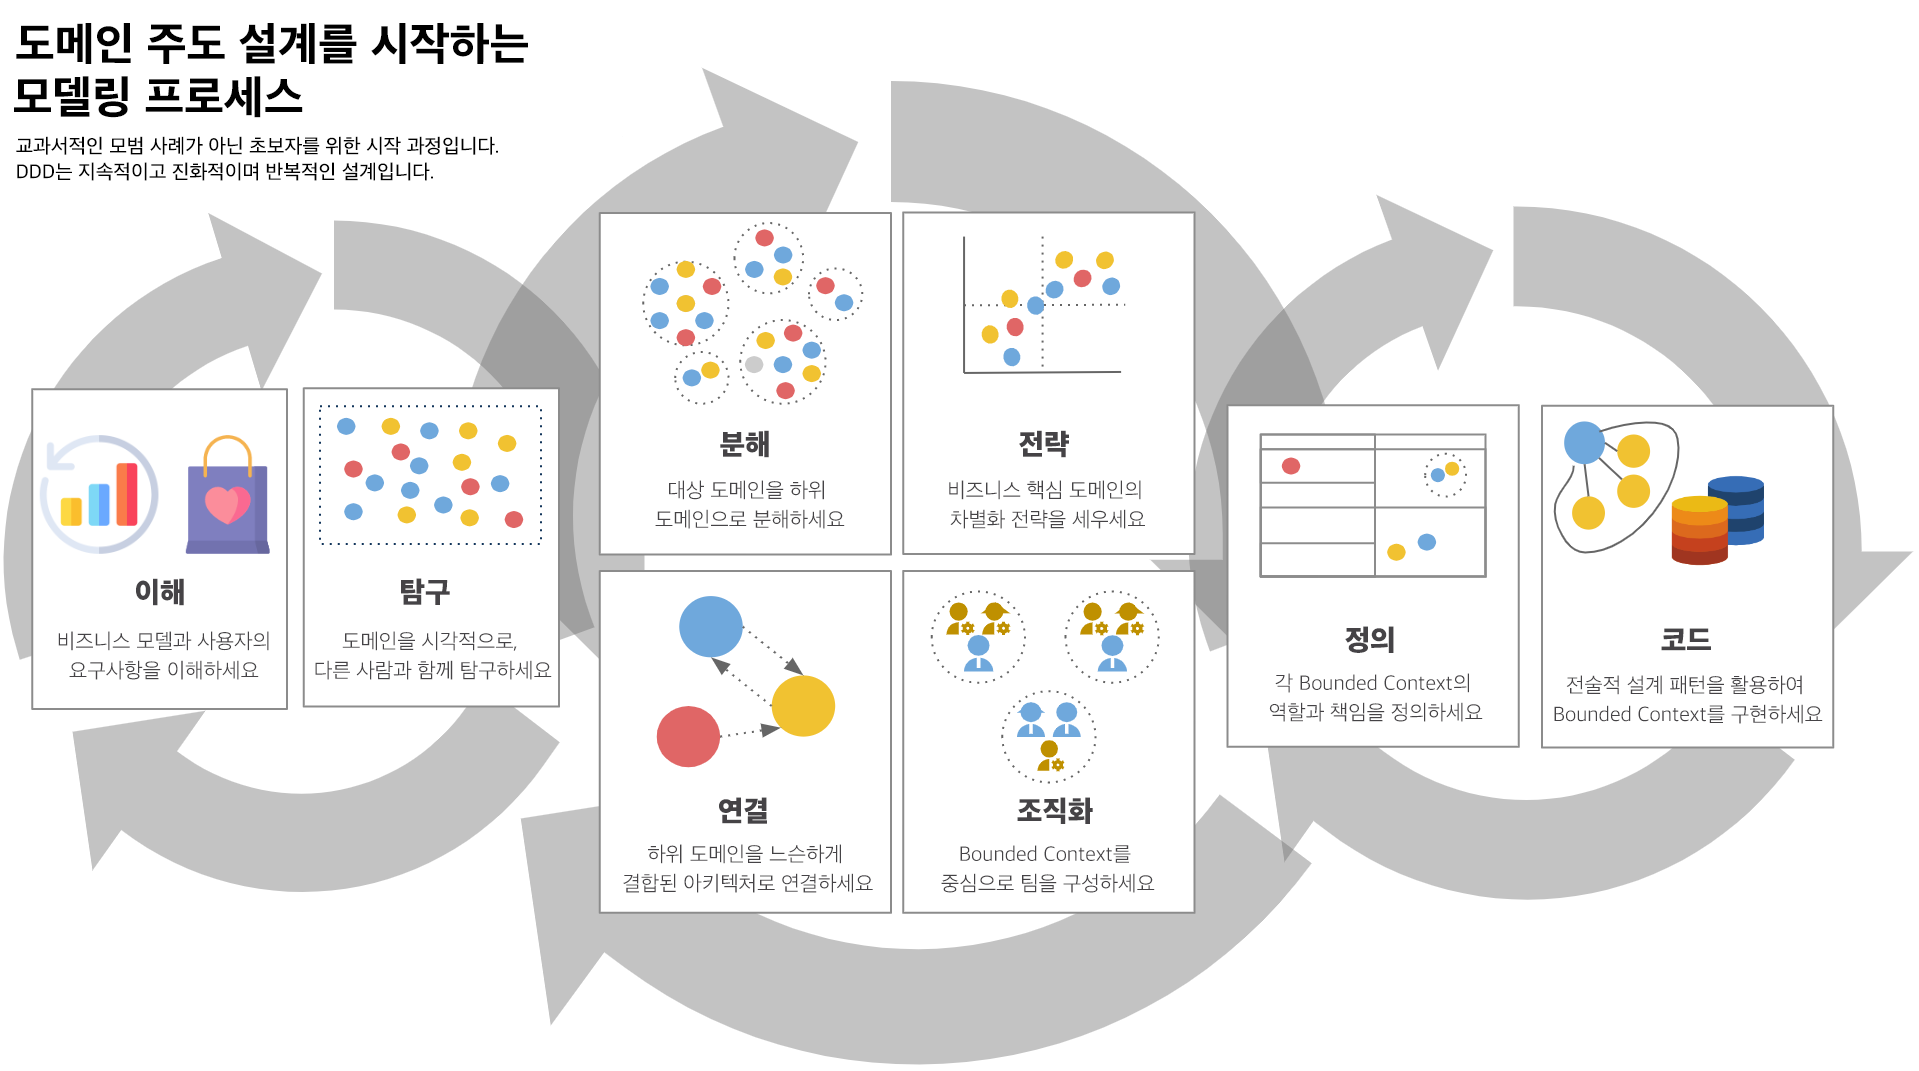 도메인 주도 설계를 시작하는
모델링 프로세스
교과서적인 모범 사례가 아닌 초보자를 위한 시작 과정입니다.
DDD는 지속적이고 진화적이며 반복적인 설계입니다.
이해
비즈니스 모델과 사용자의
요구사항을 이해하세요
탐구
도메인을 시각적으로,
다른 사람과 함께 탐구하세요
분해
대상 도메인을 하위
도메인으로 분해하세요
전략
비즈니스 핵심 도메인의
차별화 전략을 세우세요
연결
하위 도메인을 느슨하게
결합된 아키텍처로 연결하세요
조직화
Bounded Context를
중심으로 팀을 구성하세요
정의
각 Bounded Context의
역할과 책임을 정의하세요
코드
전술적 설계 패턴을 활용하여
Bounded Context를 구현하세요